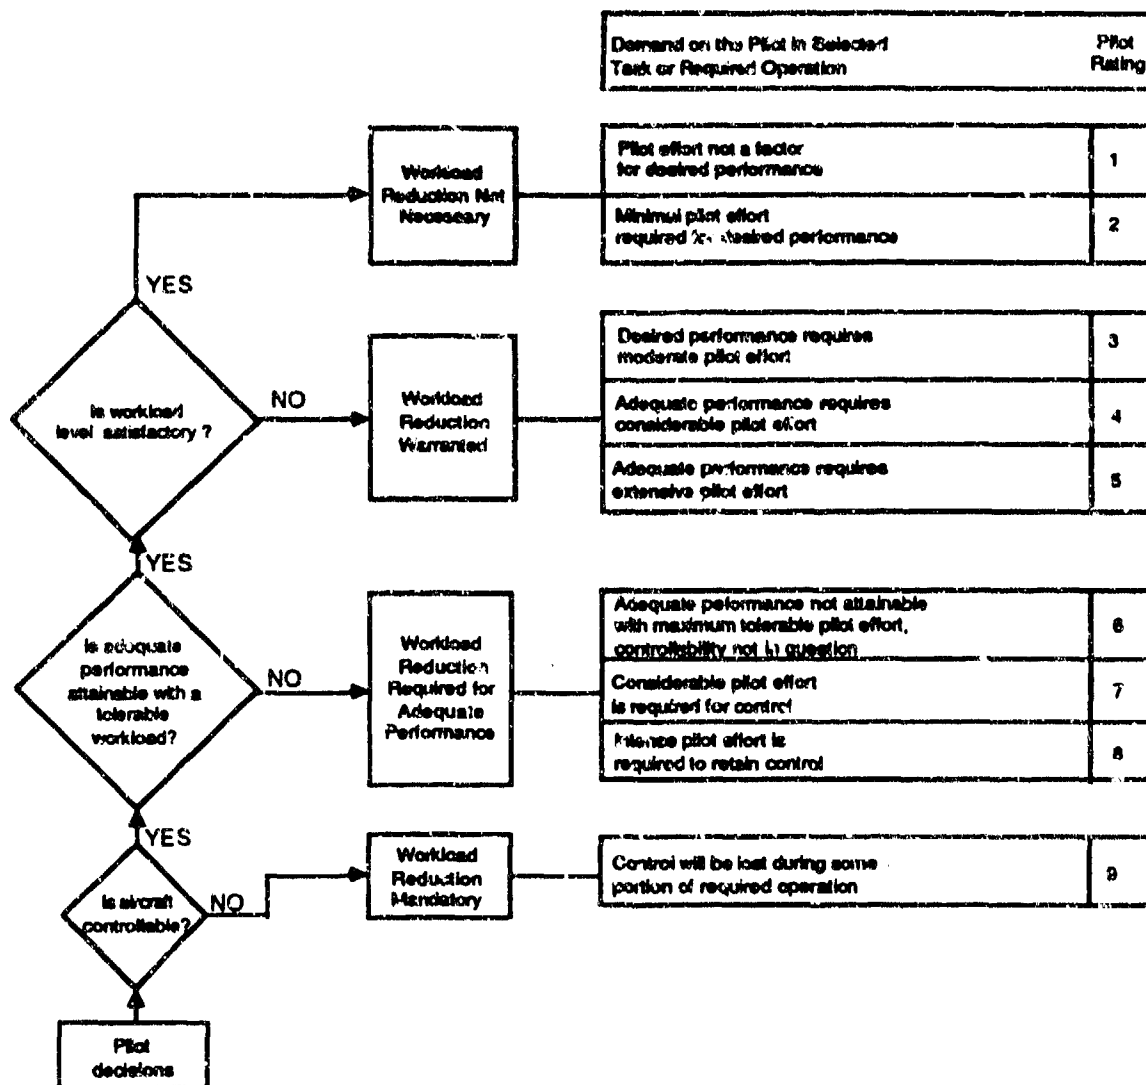 Demand on the Pilot in Selected
Task or Required Operation
Pilot
Rating
Workload
Reduction Not
Necessary
Pilot effort not a factor
for desired performance
1
Minimal pilot effort
required for desired performance
2
YES
Is workload
level satisfactory ?
NO
Workload
Reduction
Warranted
Desired performance requires
moderate pilot effort
3
Adequate performance requires
considerable pilot effort
4
Adequate performance requires
extensive pilot effort
5
YES
Is adequate
performance
attainable with a
tolerable
workload?
NO
Workload
Reduction
Required for
Adequate
Performance
Adequate peformance not attainable
with maximum tolerable pilot effort,
controllability not in question
6
Considerable pilot effort
is required for control
7
Intense pilot effort is
required to retain control
8
YES
Is aircraft
controllable?
NO
Workload
Reduction
Mandatory
Control will be lost during some
portion of required operation
9
Pilot
decisions